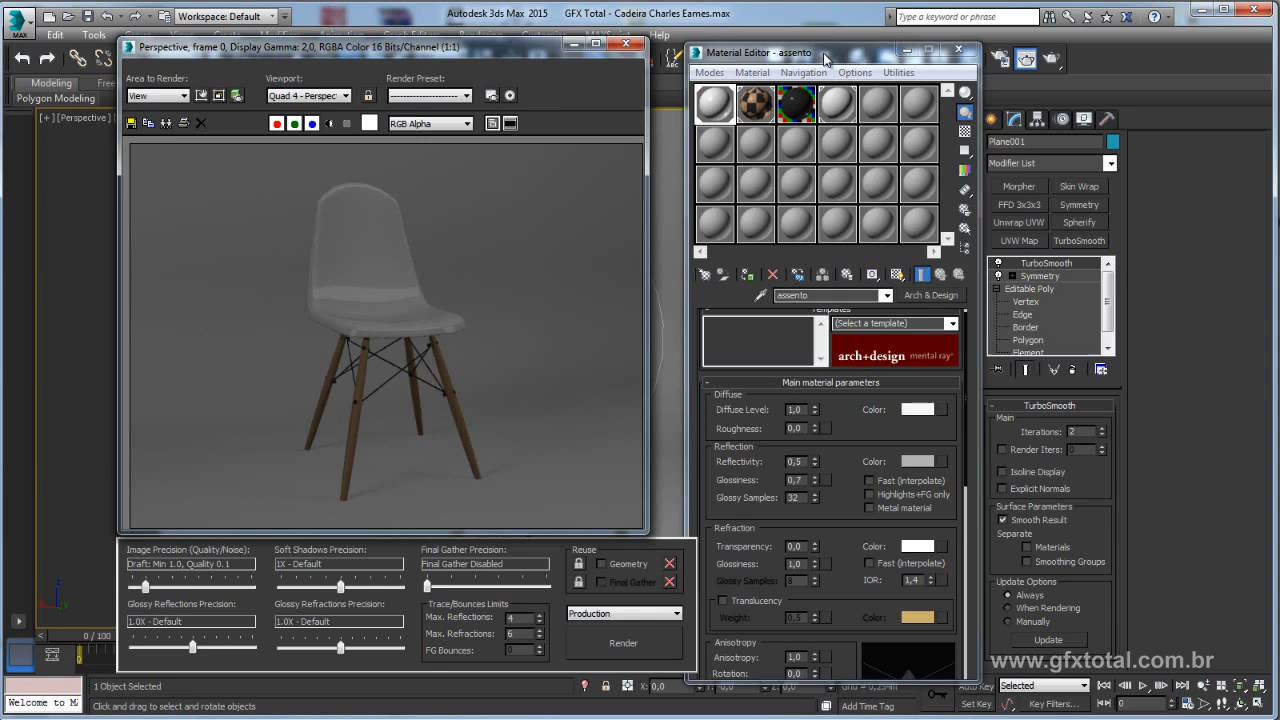 Workspace: Default
Autodesk 3ds Max 2015
GFX Total - Cadeira Charles Eames.max
Type a keyword or phrase
MAX
Edit
Perspective, frame 0, Display Gamma: 2,0, RGBA Color 16 Bits/Channel (1:1)
Material Editor - assento
Modes
Material
Navigation
Options
Utilities
Modeling
Polygon Modeling
[+] [Perspective]
Area to Render:
Viewport:
Render Preset:
View
Quad 4 - Perspec
RGB Alpha
Plane001
Modifier List
Morpher
Skin Wrap
FFD 3x3x3
Symmetry
Unwrap UVW
Spherify
UVW Map
TurboSmooth
TurboSmooth
Symmetry
Editable Poly
Vertex
Edge
Border
Polygon
Element
assento
Arch & Design
Templates
(Select a template)
arch+design mental ray
Main material parameters
Diffuse
Diffuse Level: 1,0 Color:
Roughness: 0,0
Reflection
Reflectivity: 0,5 Color:
Glossiness: 0,7 Fast (interpolate)
Highlights+FG only
Glossy Samples: 32
Metal material
Refraction
Transparency: 0,0 Color:
Glossiness: 1,0 Fast (interpolate)
Glossy Samples: 8 IOR: 1,4
Translucency
Weight: 0,5 Color:
Anisotropy
Anisotropy: 1,0
Rotation: 0,0
TurboSmooth
Main
Iterations: 2
Render Iters: 0
Isoline Display
Explicit Normals
Surface Parameters
Smooth Result
Separate
Materials
Smoothing Groups
Update Options
Always
When Rendering
Manually
Update
Image Precision (Quality/Noise):
Draft: Min 1.0, Quality 0.1
Soft Shadows Precision:
1X - Default
Final Gather Precision:
Final Gather Disabled
Reuse
Geometry
Final Gather
Glossy Reflections Precision:
1.0X - Default
Glossy Refractions Precision:
1.0X - Default
Trace/Bounces Limits
Max. Reflections: 4
Max. Refractions: 6
FG Bounces: 0
Production
Render
0 / 100
0
www.gfxtotal.com.br
1 Object Selected
X: 0,0
Auto Key
Selected
Welcome to M
Click and drag to select and rotate objects
Add Time Tag
Set Key
Key Filters...
0